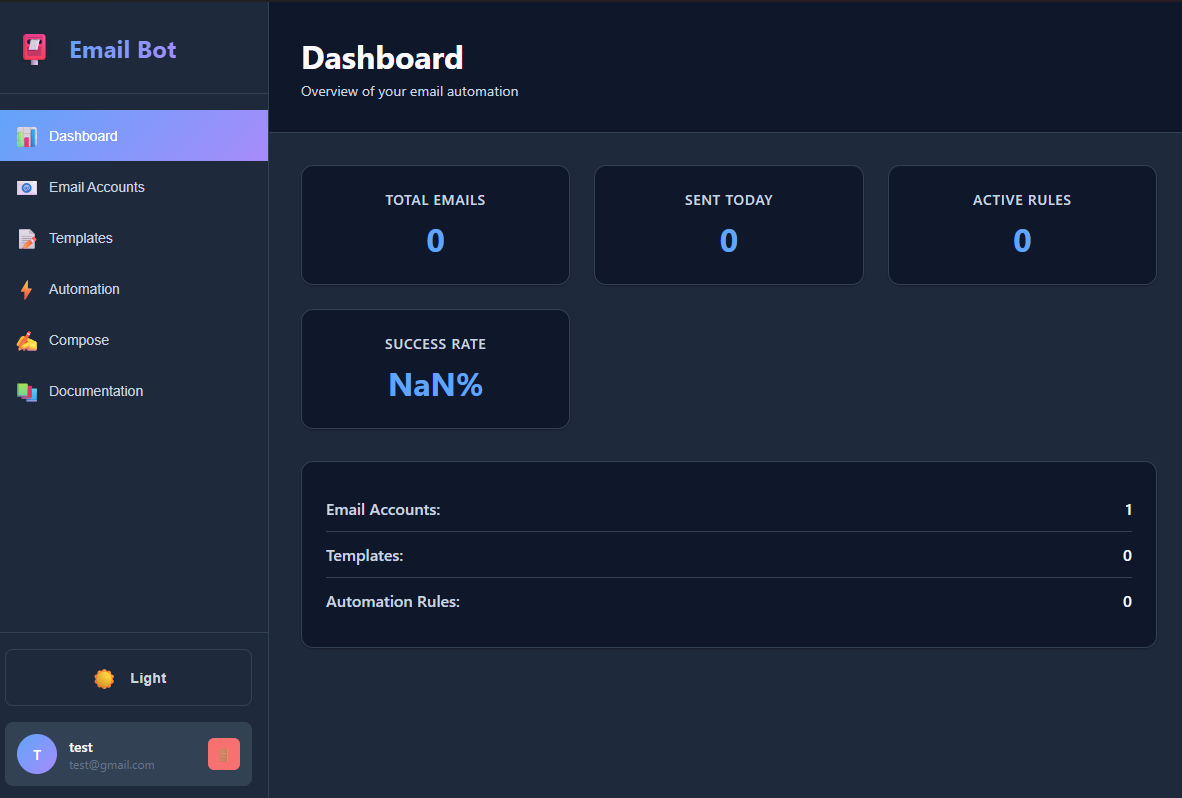 Email Bot
Dashboard
Email Accounts
Templates
Automation
Compose
Documentation
Light
T
test
test@gmail.com
Dashboard
Overview of your email automation
TOTAL EMAILS
0
SENT TODAY
0
ACTIVE RULES
0
SUCCESS RATE
NaN%
Email Accounts: 1
Templates: 0
Automation Rules: 0